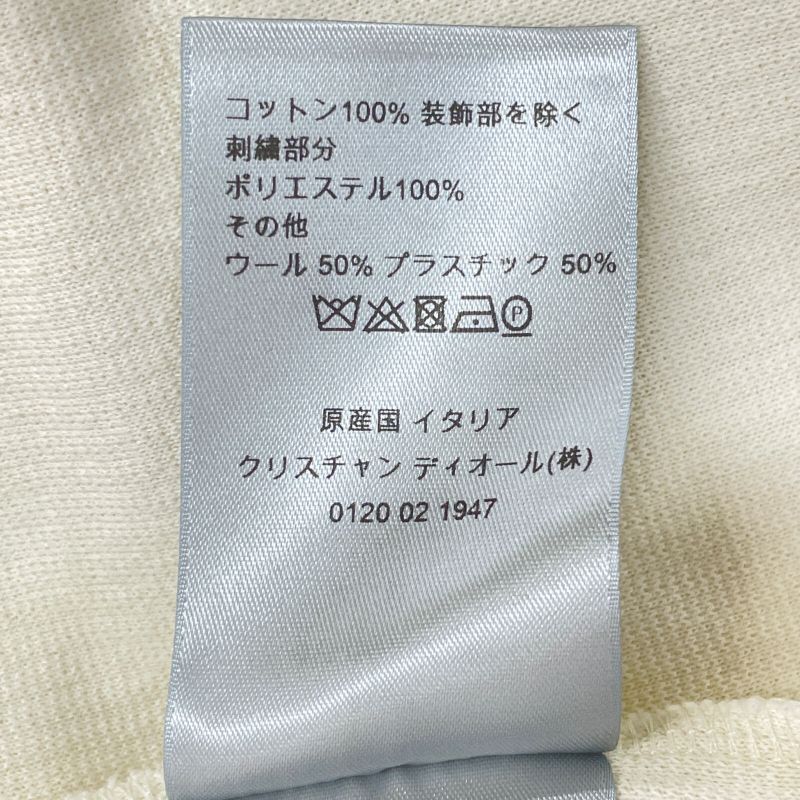 コットン100% 装飾部を除く
刺繍部分
ポリエステル100%
その他
ウール 50% プラスチック 50%
P
原産国 イタリア
クリスチャン ディオール(株)
0120 02 1947